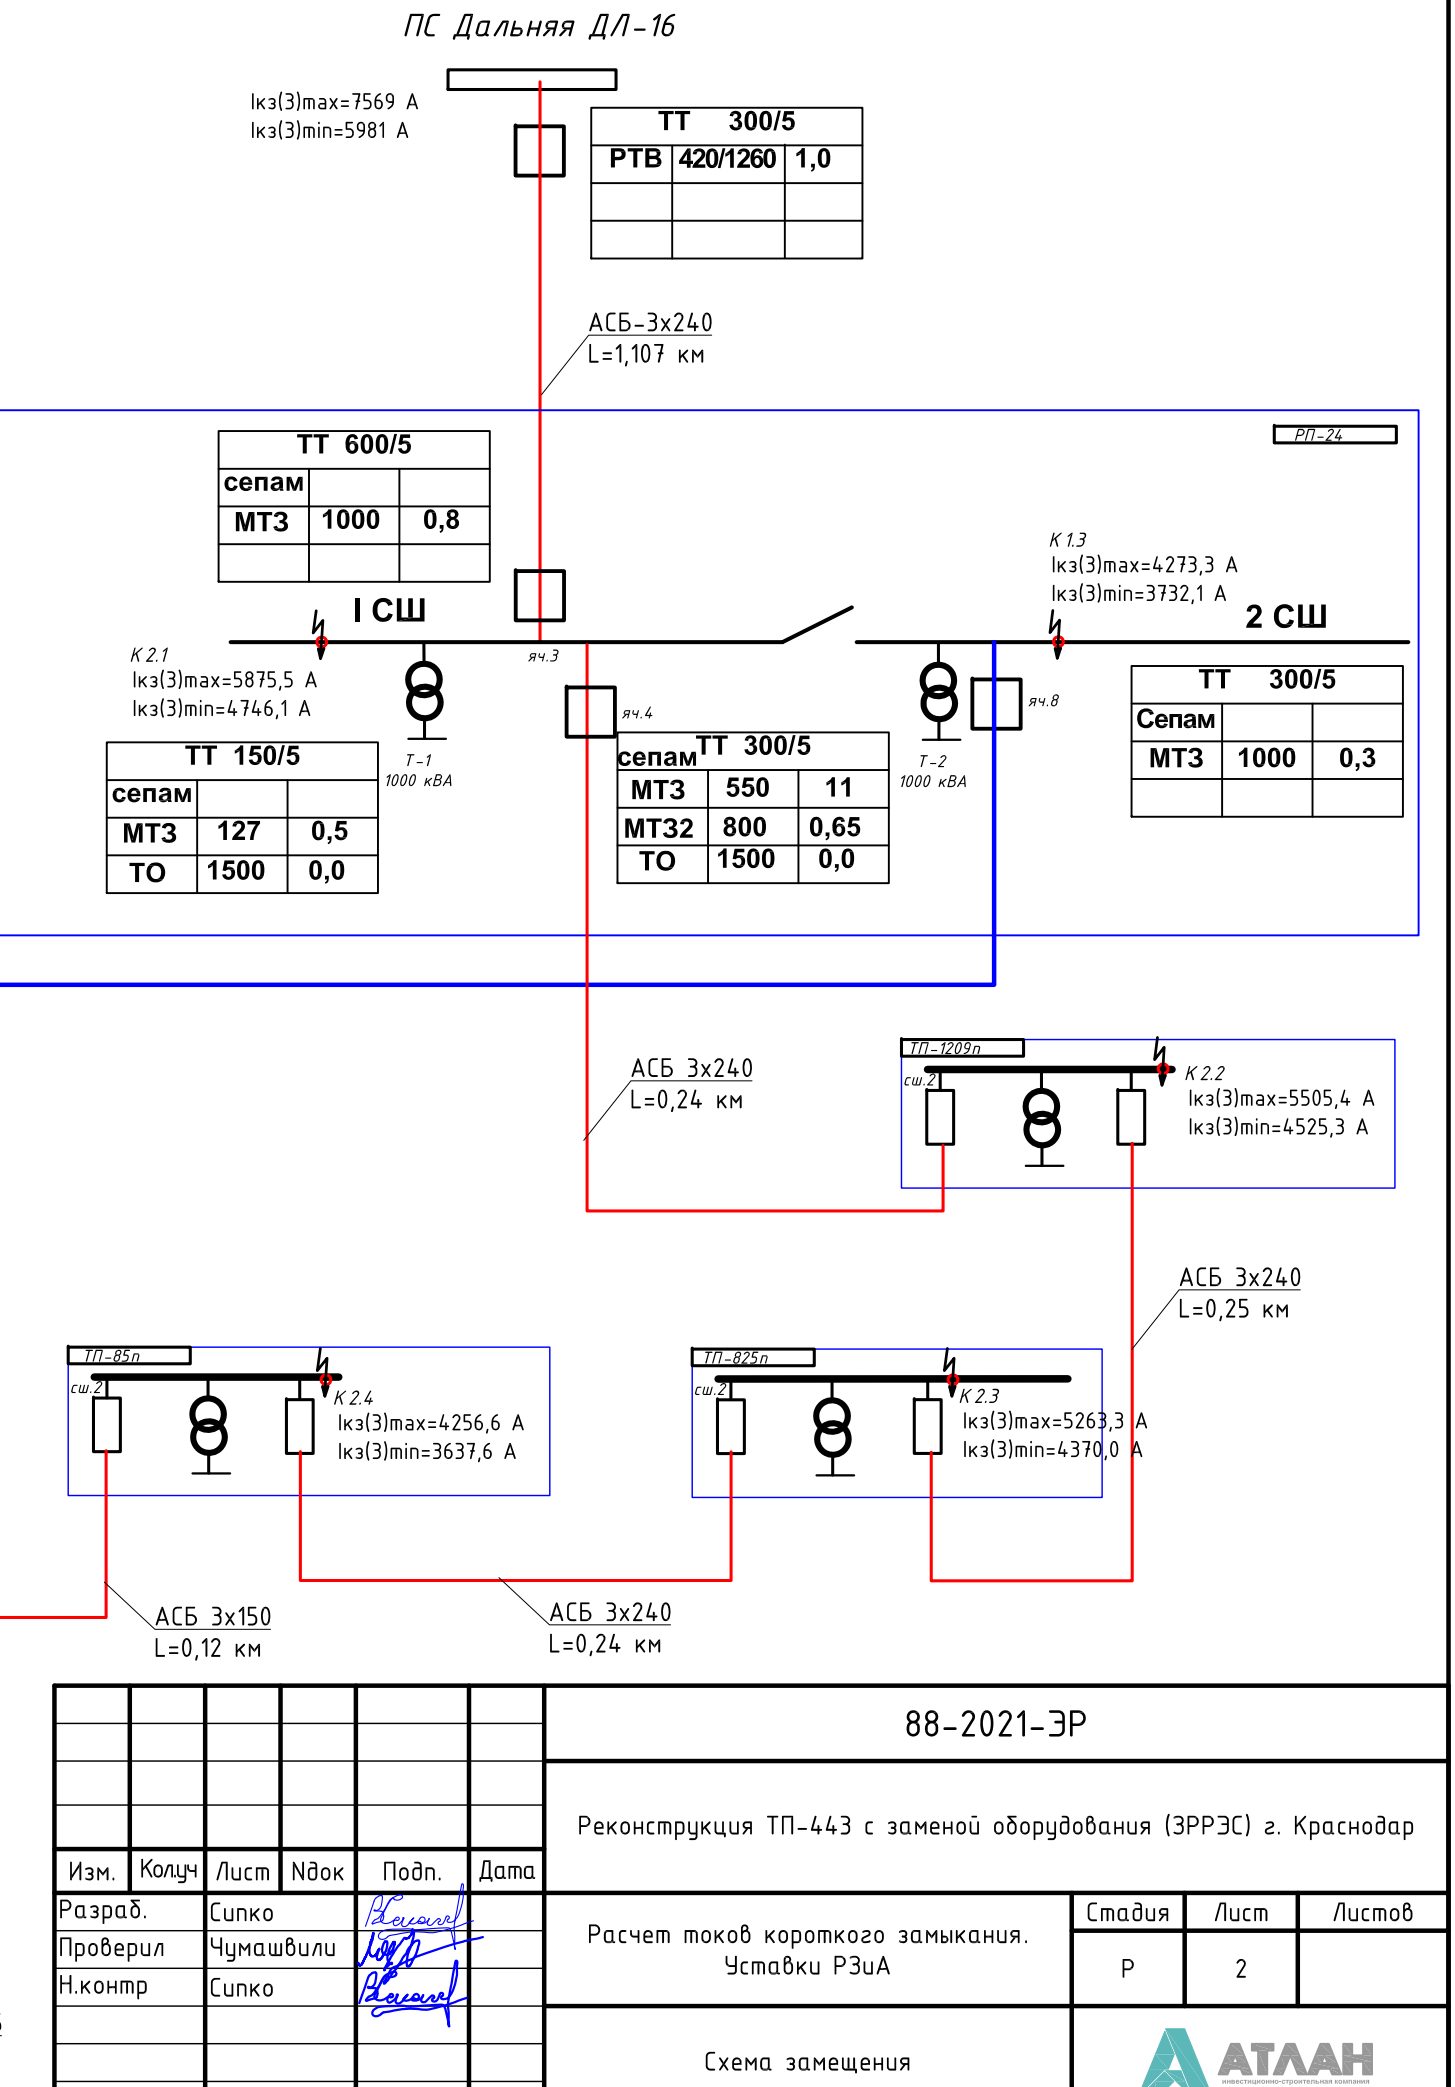 ПС Дальняя ДЛ-16
Iкз(3)max=7569 А
Iкз(3)min=5981 А
ТТ 300/5
РТВ 420/1260 1,0
АСБ-3х240
L=1,107 км
РП-24
ТТ 600/5
сепам
МТЗ 1000 0,8
I СШ
К 1.3
Iкз(3)max=4273,3 А
Iкз(3)min=3732,1 А
2 СШ
К 2.1
Iкз(3)max=5875,5 А
Iкз(3)min=4746,1 А
яч.3
яч.4
яч.8
Т-1
1000 кВА
Т-2
1000 кВА
ТТ 150/5
сепам
МТЗ 127 0,5
ТО 1500 0,0
сепам ТТ 300/5
МТЗ 550 11
МТЗ2 800 0,65
ТО 1500 0,0
ТТ 300/5
Сепам
МТЗ 1000 0,3
АСБ 3х240
L=0,24 км
ТП-1209п
сш.2
К 2.2
Iкз(3)max=5505,4 А
Iкз(3)min=4525,3 А
АСБ 3х240
L=0,25 км
ТП-85п
сш.2
К 2.4
Iкз(3)max=4256,6 А
Iкз(3)min=3637,6 А
ТП-825п
сш.2
К 2.3
Iкз(3)max=5263,3 А
Iкз(3)min=4370,0 А
АСБ 3х150
L=0,12 км
АСБ 3х240
L=0,24 км
88-2021-ЭР
Реконструкция ТП-443 с заменой оборудования (ЗРРЭС) г. Краснодар
Изм. Кол.уч Лист Nдок Подп. Дата
Разраб. Сипко
Проверил Чумашвили
Н.контр Сипко
Расчет токов короткого замыкания.
Уставки РЗиА
Стадия Лист Листов
Р 2
Схема замещения
АТЛАН
инвестиционно-строительная компания